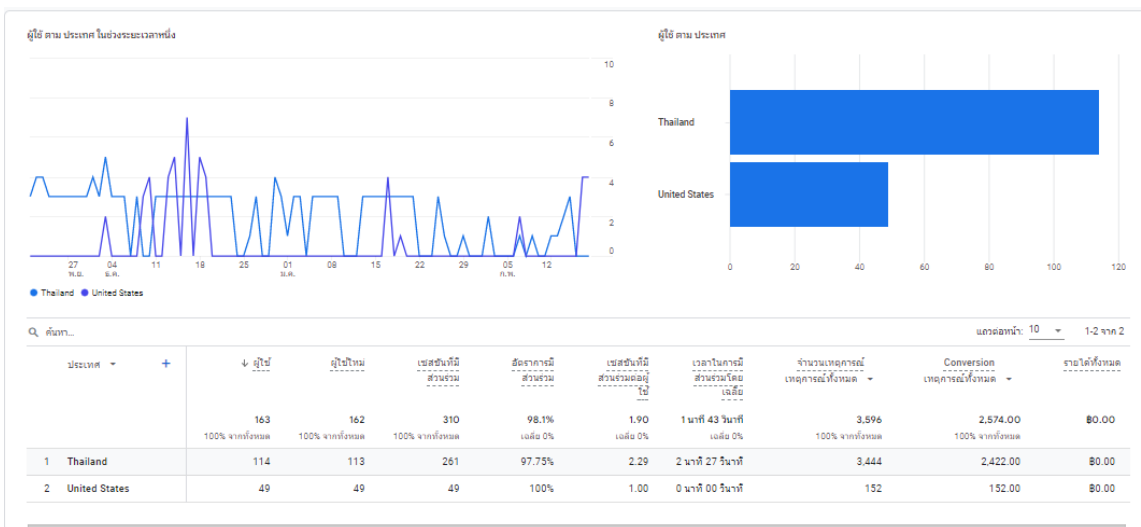 ผู้ใช้ ตาม ประเทศ ในช่วงระยะเวลาหนึ่ง
10
8
6
4
2
0
27 04 11 18 25 01 08 15 22 29 05 12
พ.ย. ธ.ค. ม.ค. ก.พ.
Thailand United States
ผู้ใช้ ตาม ประเทศ
Thailand
United States
0 20 40 60 80 100 120
ค้นหา... แถวต่อหน้า: 10 1-2 จาก 2
ประเทศ + ↓ ผู้ใช้ ผู้ใช้ใหม่ เซสชันที่มี อัตราการมี เซสชันที่มี เวลาในการมี จำนวนเหตุการณ์ Conversion รายได้ทั้งหมด
ส่วนร่วม ส่วนร่วม ส่วนร่วมต่อผู้ ส่วนร่วมโดย เหตุการณ์ทั้งหมด เหตุการณ์ทั้งหมด
ใช้ เฉลี่ย
163 162 310 98.1% 1.90 1 นาที 43 วินาที 3,596 2,574.00 ฿0.00
100% จากทั้งหมด 100% จากทั้งหมด 100% จากทั้งหมด เฉลี่ย 0% เฉลี่ย 0% เฉลี่ย 0% 100% จากทั้งหมด 100% จากทั้งหมด
1 Thailand 114 113 261 97.75% 2.29 2 นาที 27 วินาที 3,444 2,422.00 ฿0.00
2 United States 49 49 49 100% 1.00 0 นาที 00 วินาที 152 152.00 ฿0.00